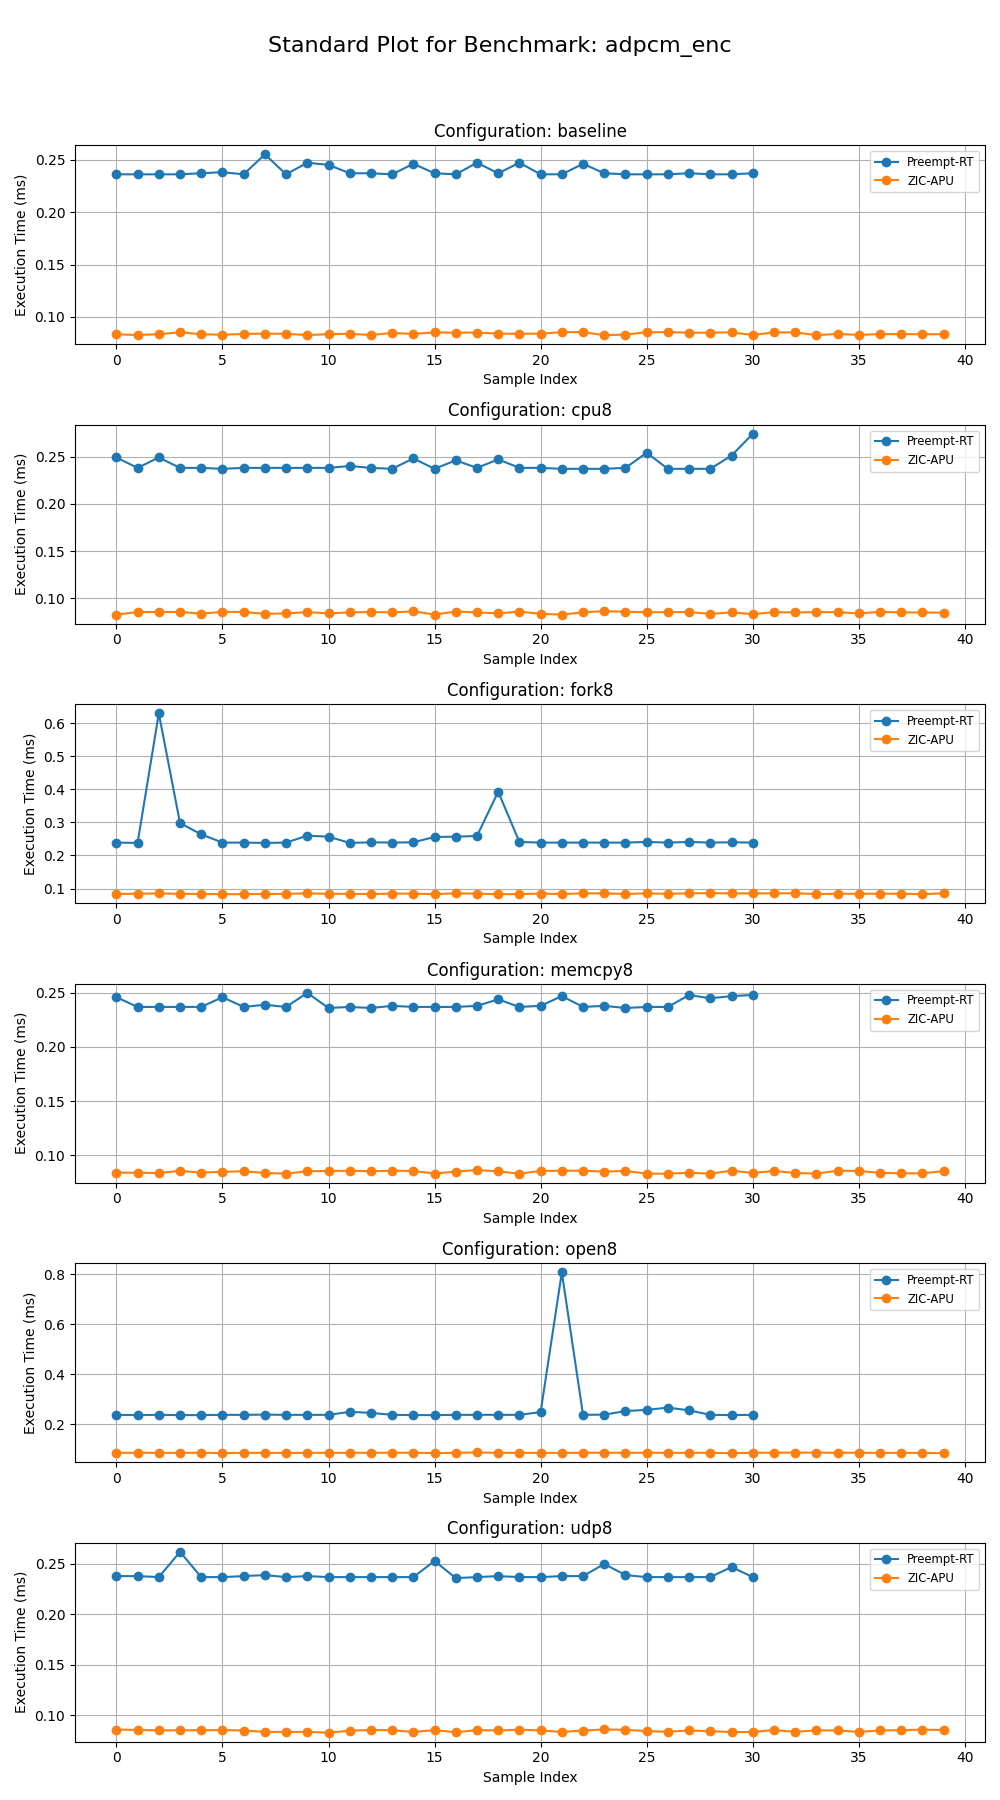 Standard Plot for Benchmark: adpcm_enc
Configuration: baseline
Execution Time (ms)
0.25
0.20
0.15
0.10
Preempt-RT
ZIC-APU
0 5 10 15 20 25 30 35 40
Sample Index
Configuration: cpu8
Execution Time (ms)
0.25
0.20
0.15
0.10
Preempt-RT
ZIC-APU
0 5 10 15 20 25 30 35 40
Sample Index
Configuration: fork8
Execution Time (ms)
0.6
0.5
0.4
0.3
0.2
0.1
Preempt-RT
ZIC-APU
0 5 10 15 20 25 30 35 40
Sample Index
Configuration: memcpy8
Execution Time (ms)
0.25
0.20
0.15
0.10
Preempt-RT
ZIC-APU
0 5 10 15 20 25 30 35 40
Sample Index
Configuration: open8
Execution Time (ms)
0.8
0.6
0.4
0.2
Preempt-RT
ZIC-APU
0 5 10 15 20 25 30 35 40
Sample Index
Configuration: udp8
Execution Time (ms)
0.25
0.20
0.15
0.10
Preempt-RT
ZIC-APU
0 5 10 15 20 25 30 35 40
Sample Index